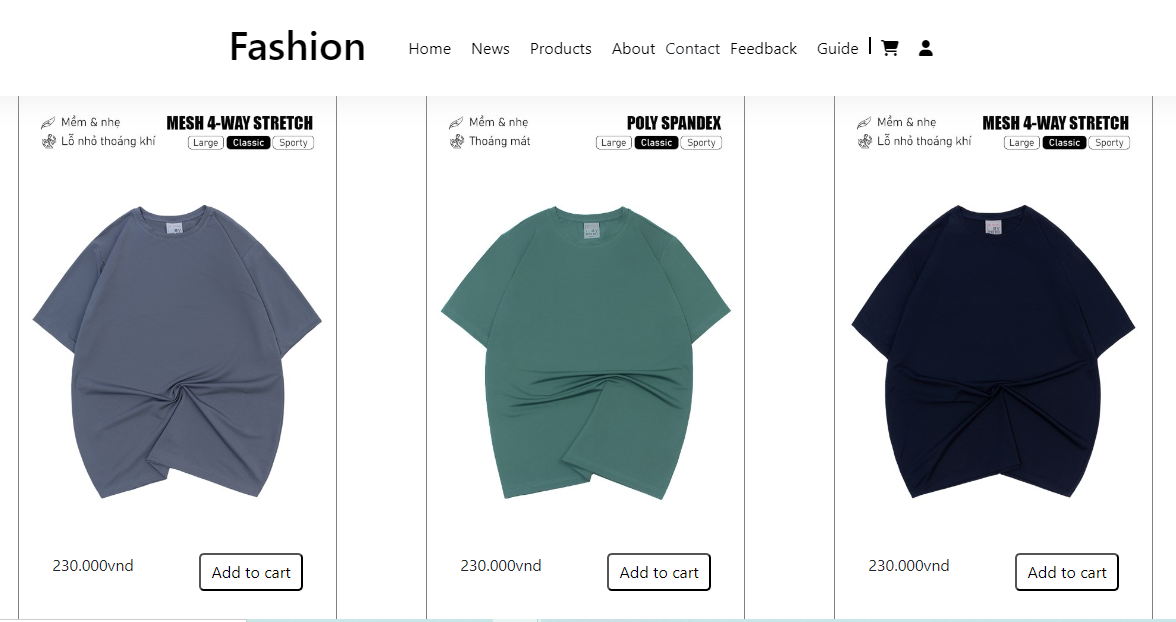 Fashion
Home News Products About Contact Feedback Guide
Mềm & nhẹ
Lỗ nhỏ thoáng khí
MESH 4-WAY STRETCH
Large Classic Sporty
230.000vnd
Add to cart
Mềm & nhẹ
Thoáng mát
POLY SPANDEX
Large Classic Sporty
230.000vnd
Add to cart
Mềm & nhẹ
Lỗ nhỏ thoáng khí
MESH 4-WAY STRETCH
Large Classic Sporty
230.000vnd
Add to cart